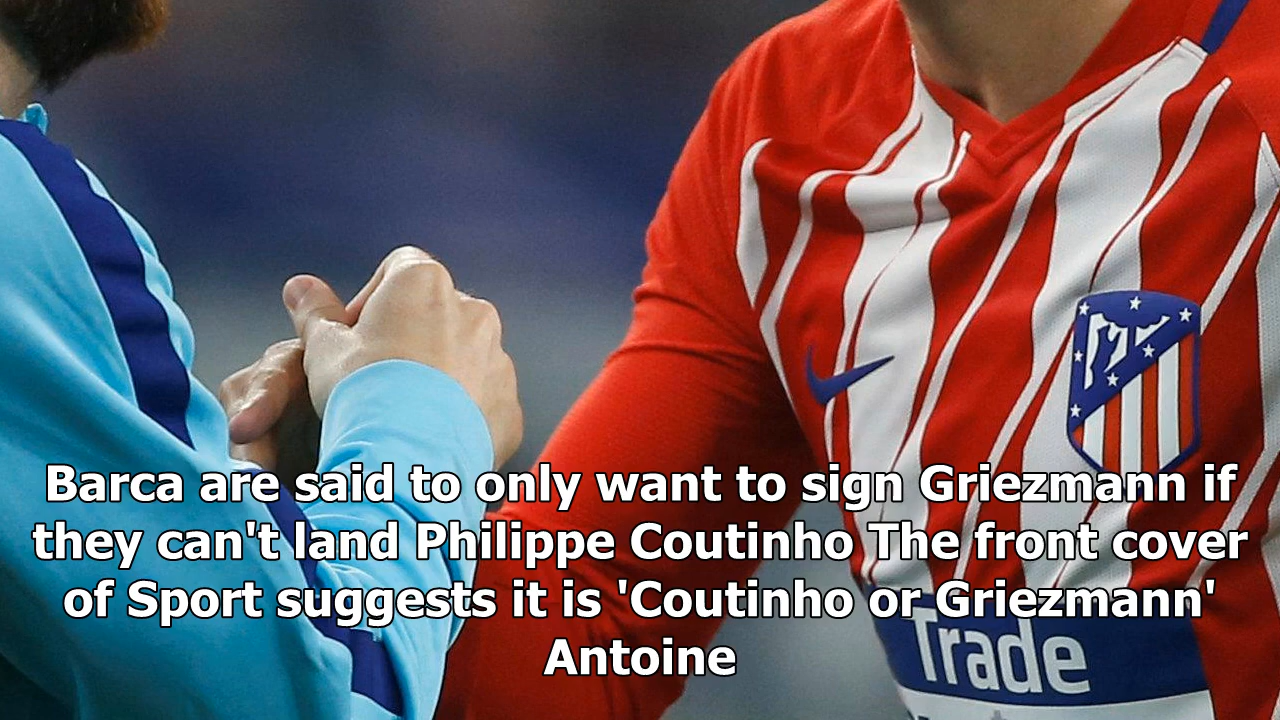 Barca are said to only want to sign Griezmann if
they can't land Philippe Coutinho The front cover
of Sport suggests it is 'Coutinho or Griezmann'
Antoine
Trade